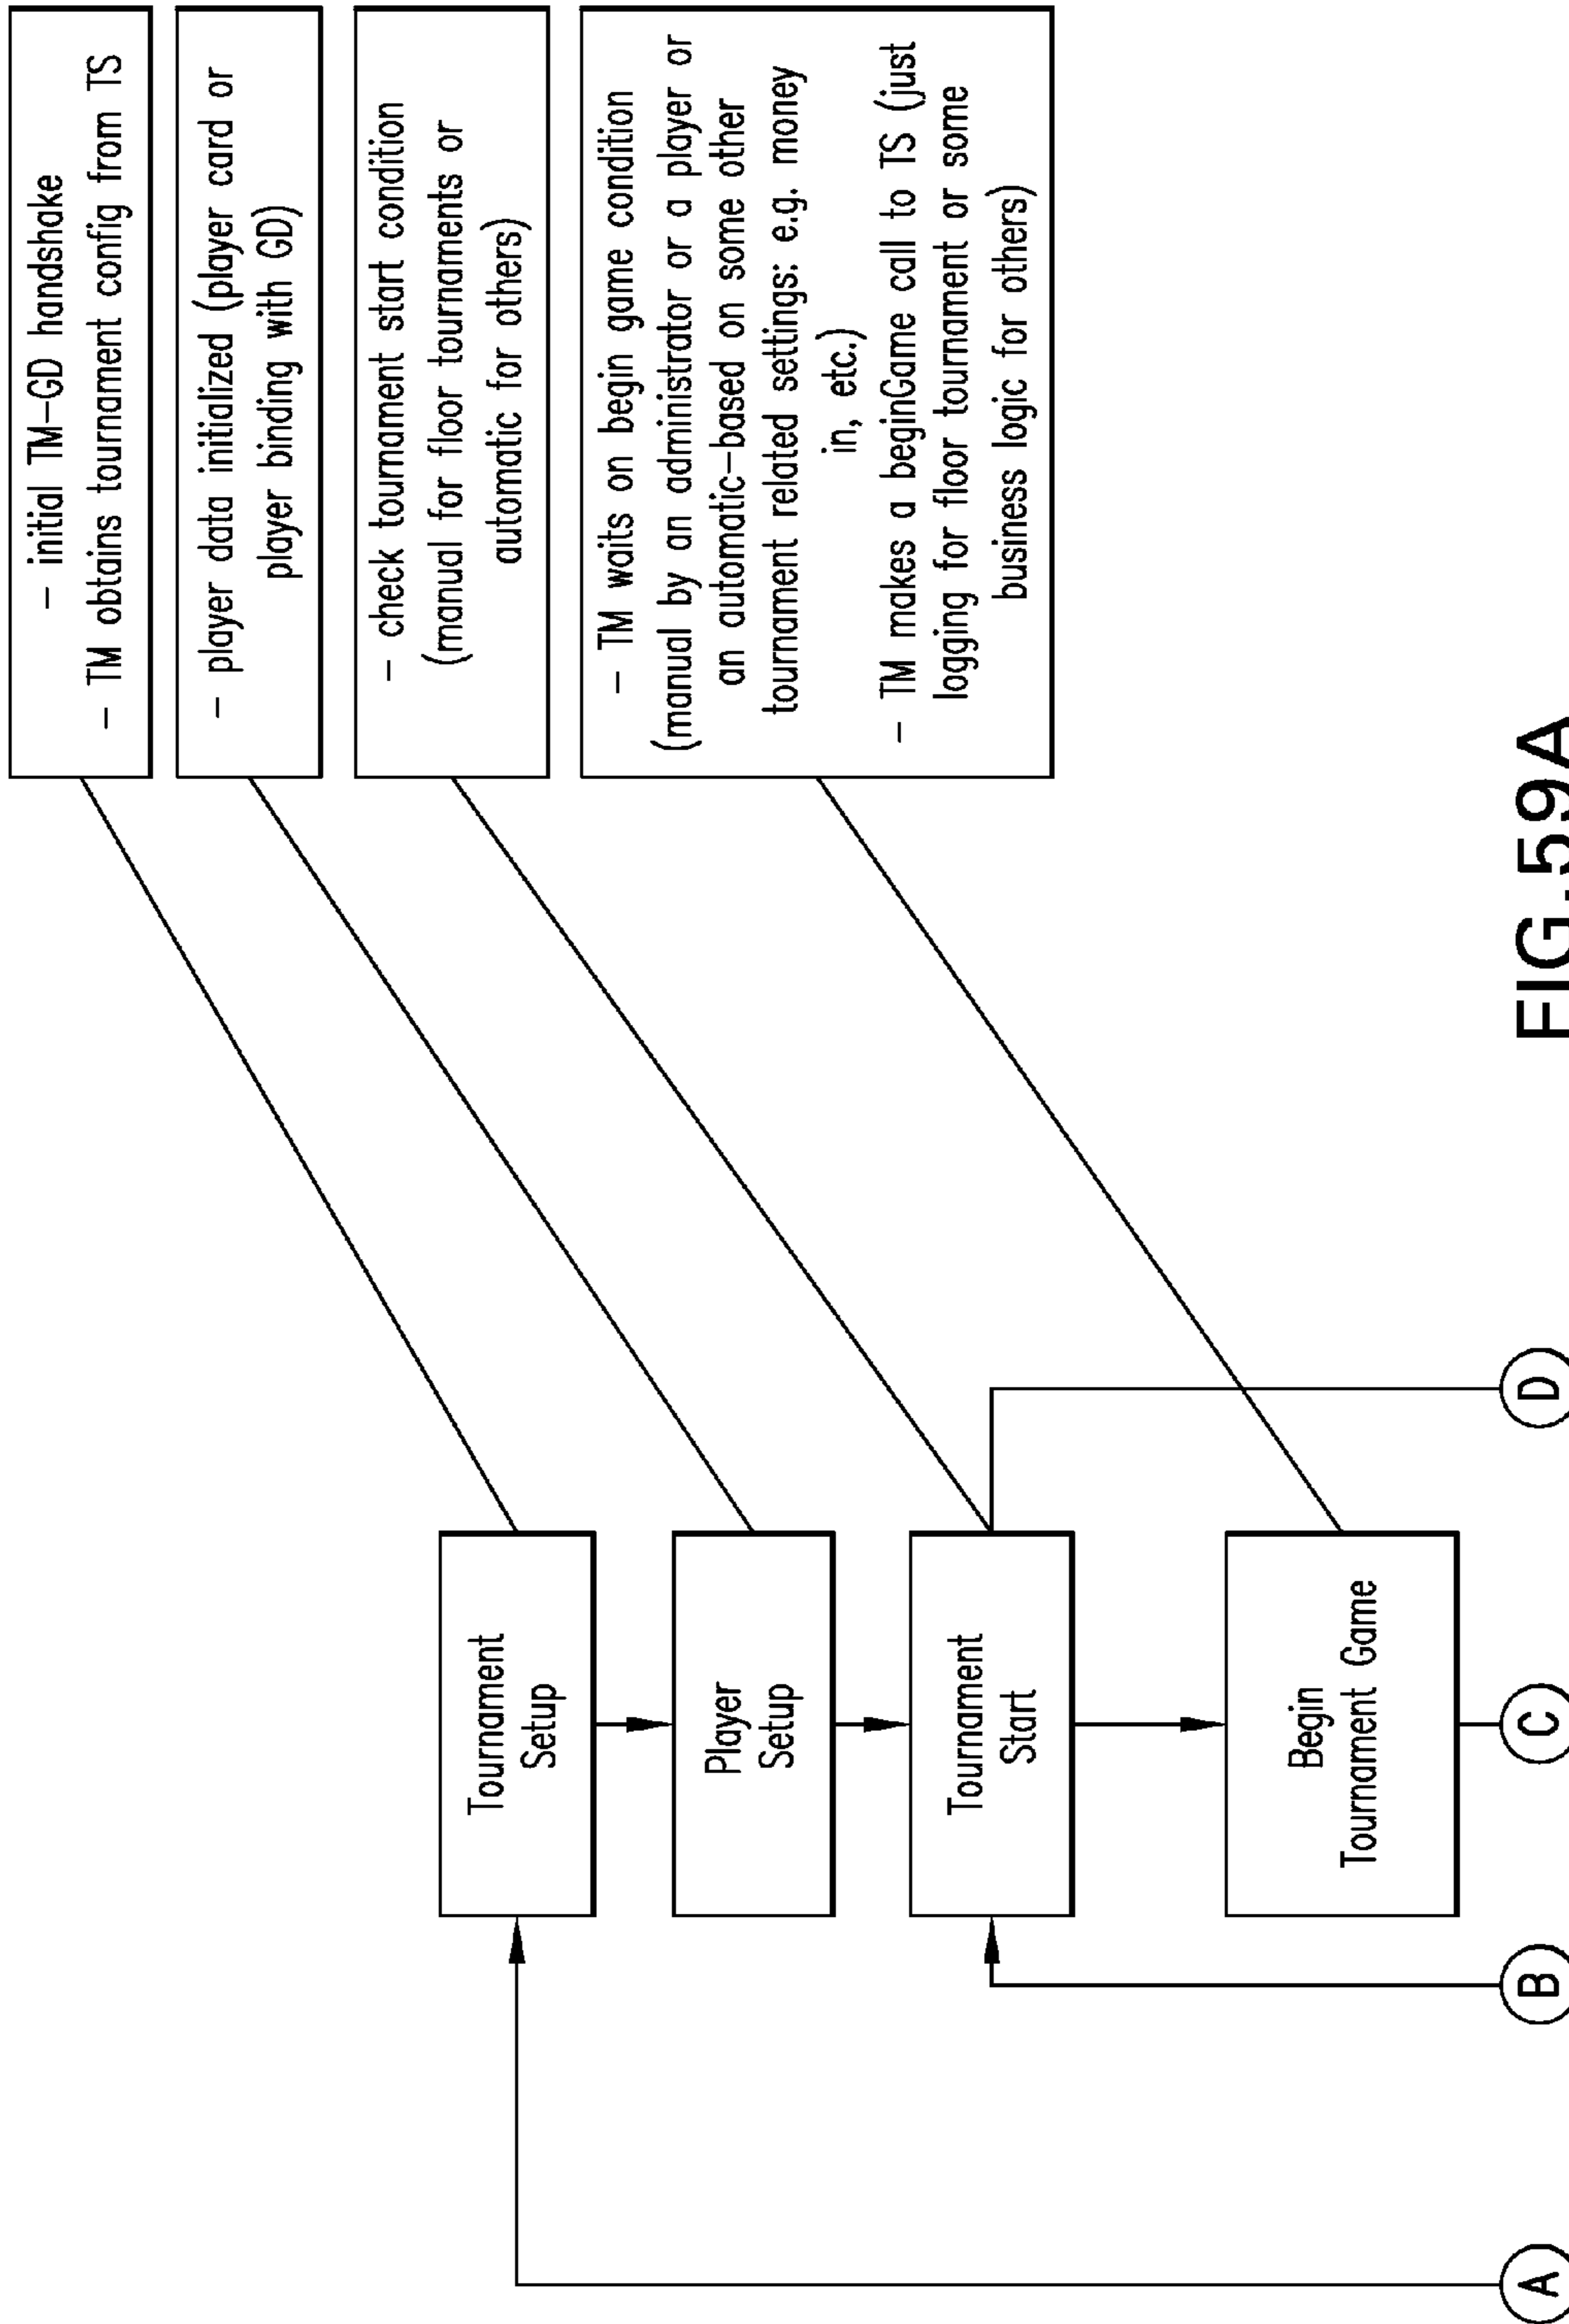 Tournament
Setup
Player
Setup
Tournament
Start
Begin
Tournament Game
– initial TM–GD handshake
– TM obtains tournament config from TS
– player data initialized (player card or
player binding with GD)
– check tournament start condition
(manual for floor tournaments or
automatic for others)
– TM waits on begin game condition
(manual by an administrator or a player or
an automatic–based on some other
tournament related settings: e.g. money
in, etc.)
– TM makes a beginGame call to TS (just
logging for floor tournament or some
business logic for others)
A
B
C
D
FIG.59A